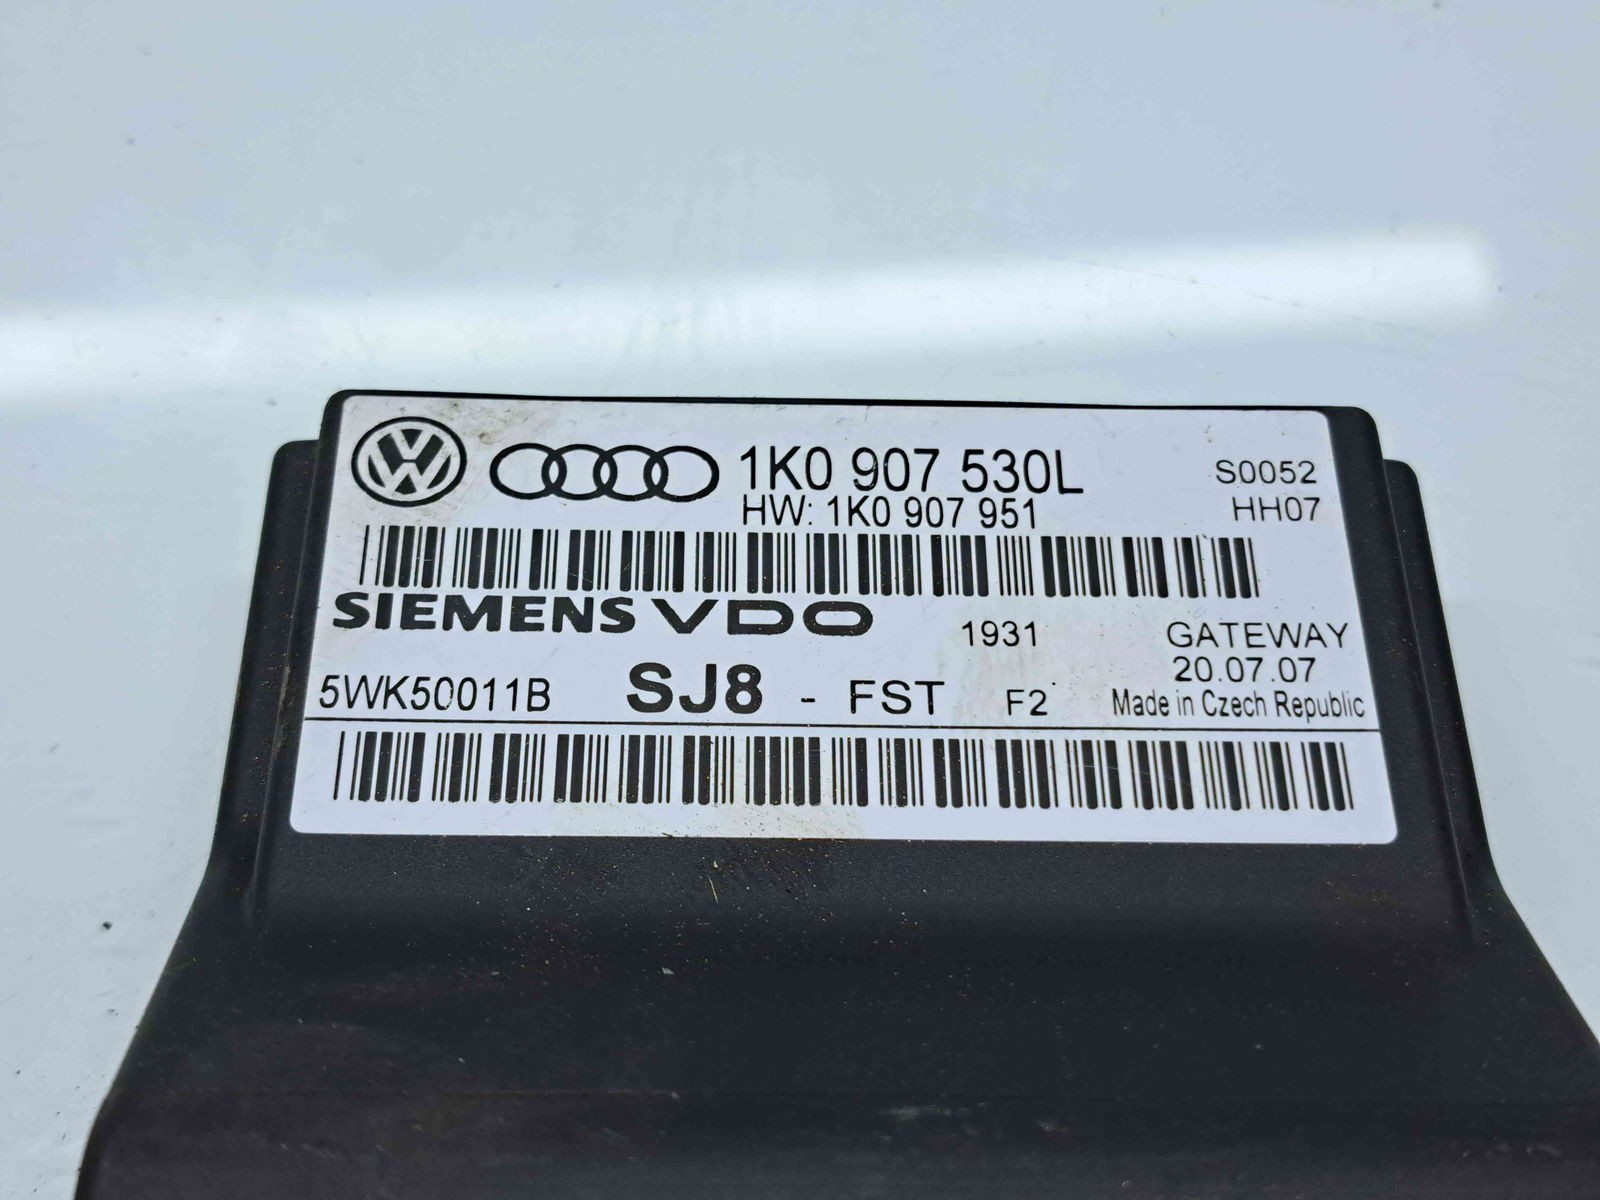 1K0 907 530L S0052
HW: 1K0 907 951 HH07
SIEMENS VDO 1931 GATEWAY
20.07.07
5WK50011B SJ8 - FST F2 Made in Czech Republic